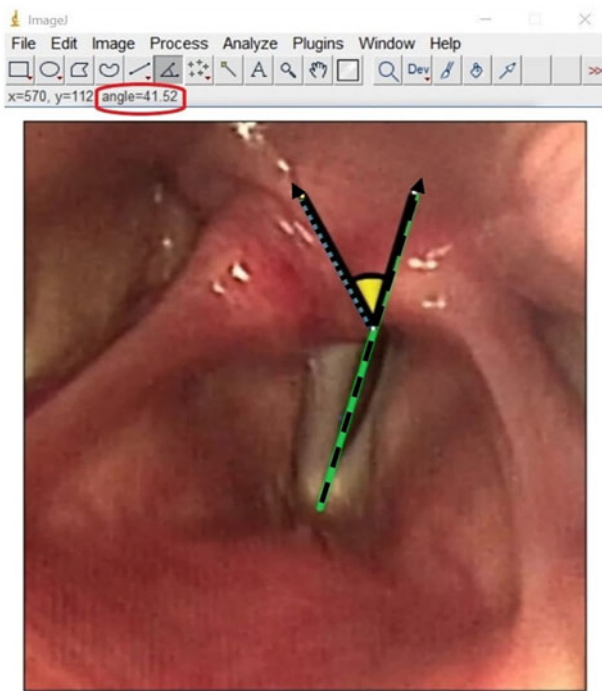 ImageJ
File Edit Image Process Analyze Plugins Window Help
A Dev >>
x=570, y=112 angle=41.52